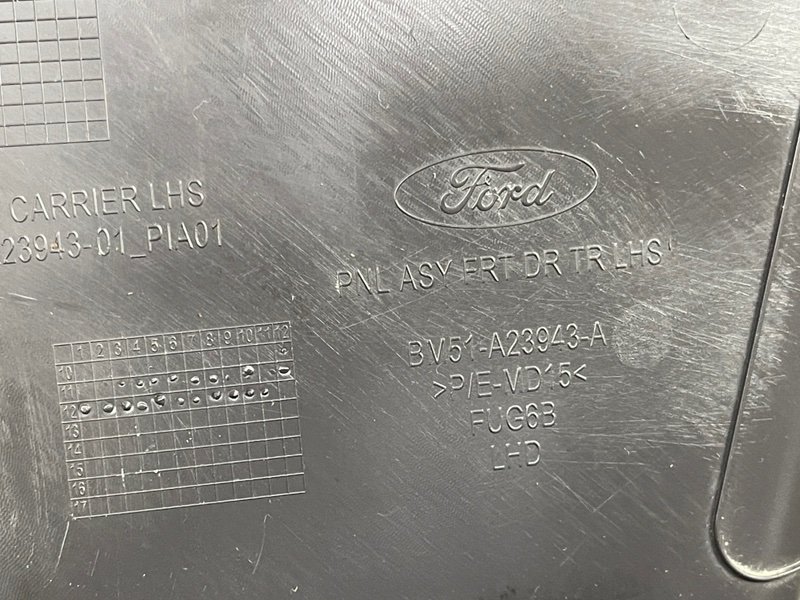 CARRIER LHS
23943-01_PIA01
Ford
PNL ASY FRT DR TR LHS
BV51-A23943-A
>P/E-MD15<
FUG6B
LHD
1 2 3 4 5 6 7 8 9 10 11 12
10
11
12
13
14
15
16
17